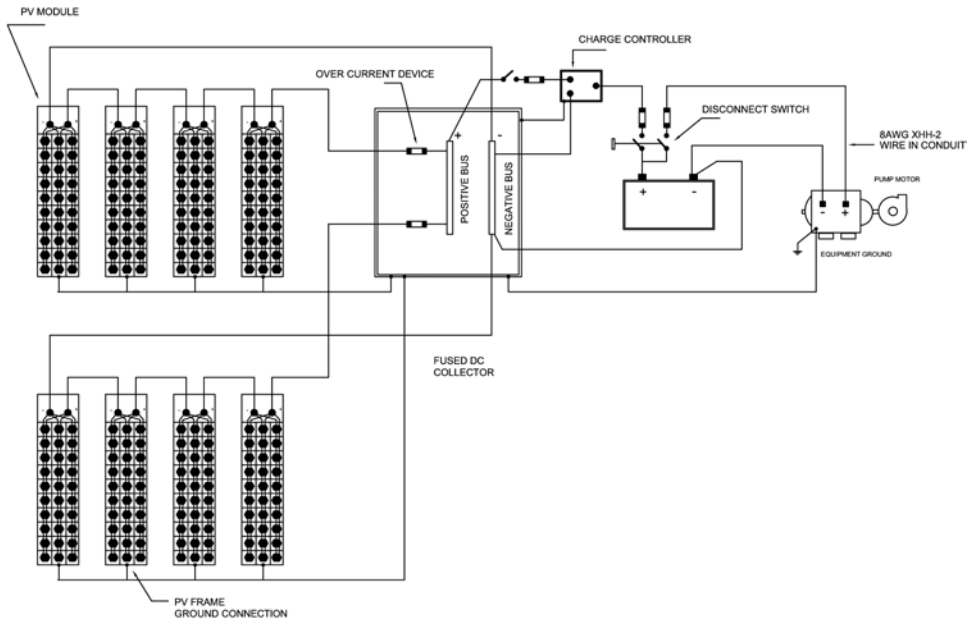 PV MODULE
CHARGE CONTROLLER
OVER CURRENT DEVICE
DISCONNECT SWITCH
8AWG XHH-2
WIRE IN CONDUIT
PUMP MOTOR
+
-
POSITIVE BUS
NEGATIVE BUS
+
-
-
+
EQUIPMENT GROUND
FUSED DC
COLLECTOR
PV FRAME
GROUND CONNECTION